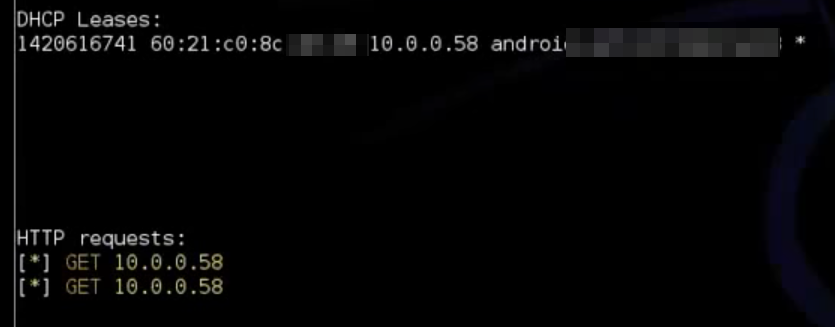 DHCP Leases:
1420616741 60:21:c0:8c 10.0.0.58 androi *
HTTP requests:
[*] GET 10.0.0.58
[*] GET 10.0.0.58